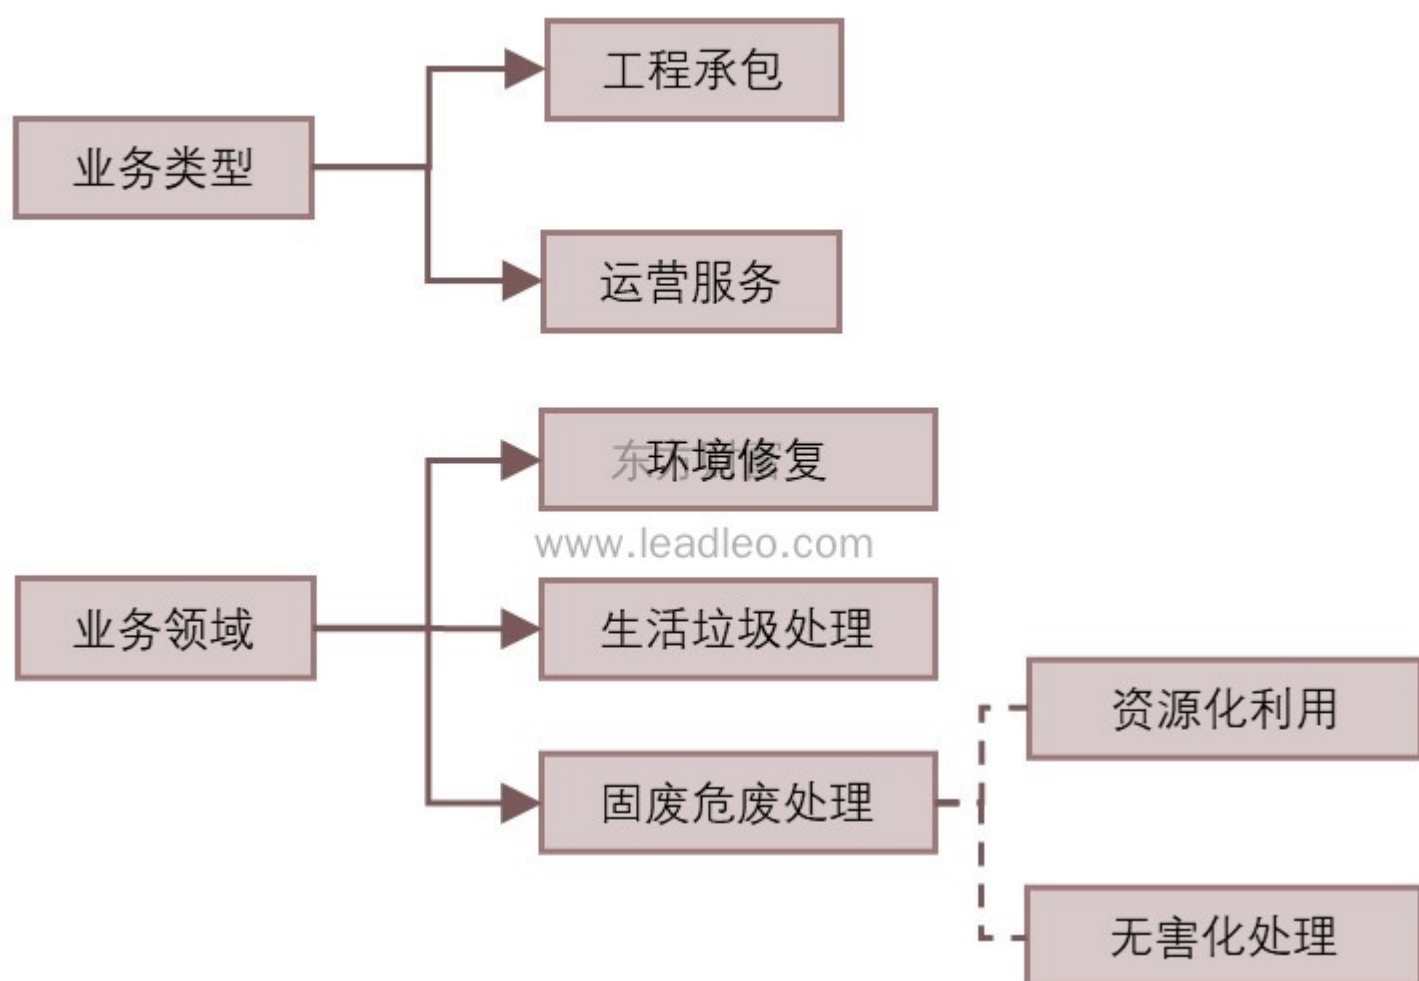 工程承包
业务类型
运营服务
环境修复
www.leadleo.com
业务领域
生活垃圾处理
资源化利用
固废危废处理
无害化处理